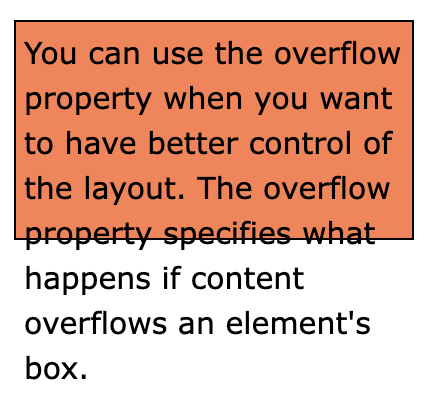 You can use the overflow
property when you want
to have better control of
the layout. The overflow
property specifies what
happens if content
overflows an element's
box.